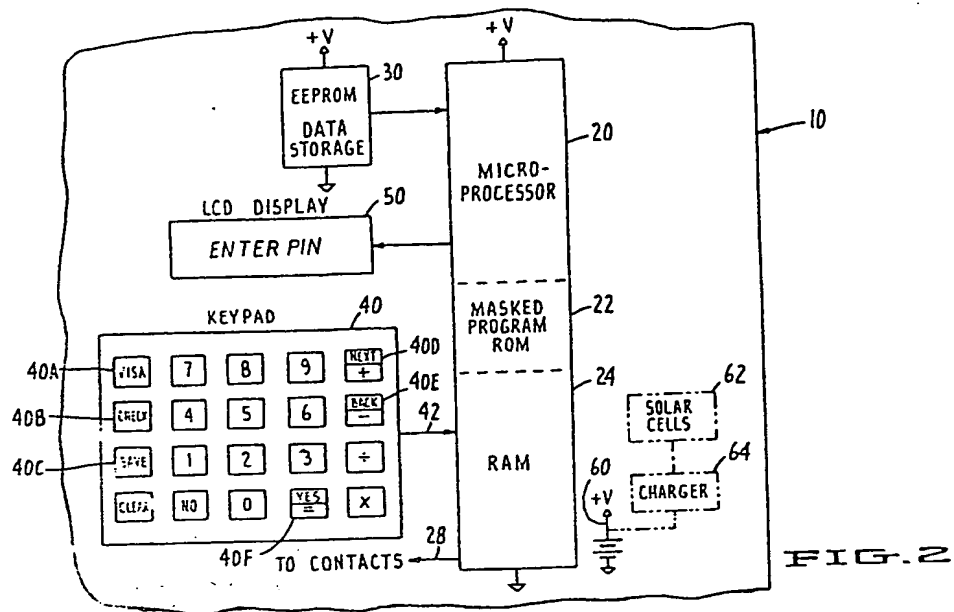 +V
+V
30
EEPROM
DATA
STORAGE
20
10
MICRO-
PROCESSOR
LCD DISPLAY
50
ENTER PIN
MASKED
PROGRAM
ROM
22
KEYPAD
40
40A
VISA
7
8
9
NEXT
+
40D
40B
CHECK
4
5
6
BACK
−
40E
42
24
40C
SAVE
1
2
3
÷
RAM
CLEAR
NO
0
YES
=
X
40F
TO CONTACTS
28
62
SOLAR
CELLS
64
60
+V
CHARGER
FIG. 2